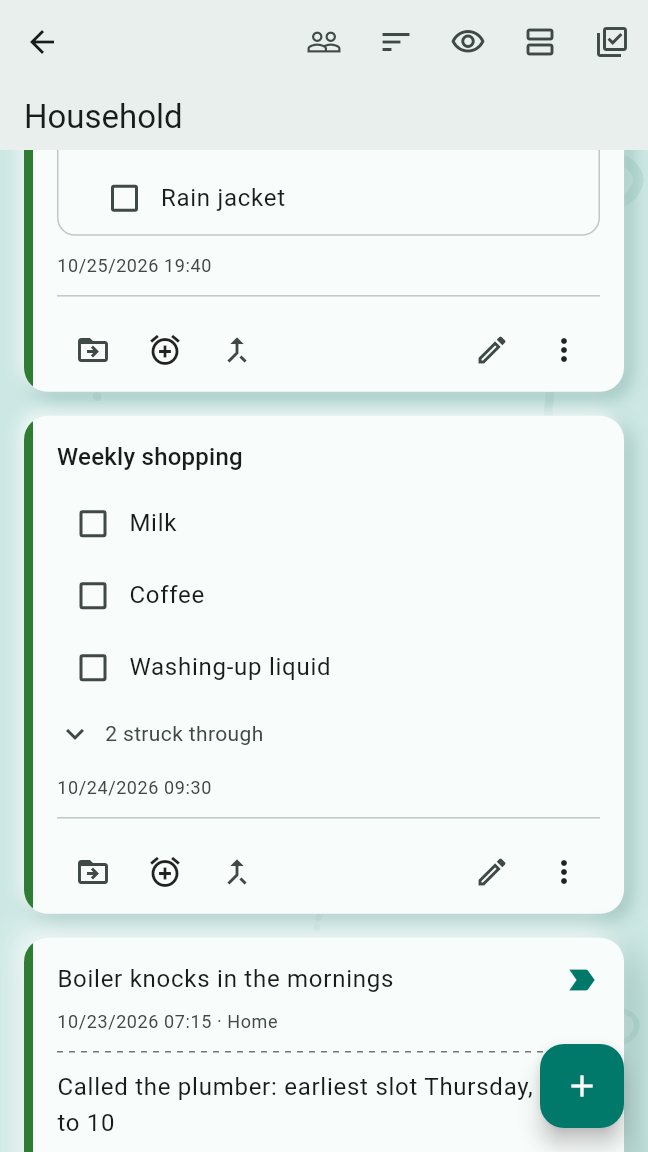 Household
Rain jacket
10/25/2026 19:40
Weekly shopping
Milk
Coffee
Washing-up liquid
2 struck through
10/24/2026 09:30
Boiler knocks in the mornings
10/23/2026 07:15 · Home
Called the plumber: earliest slot Thursday,
to 10